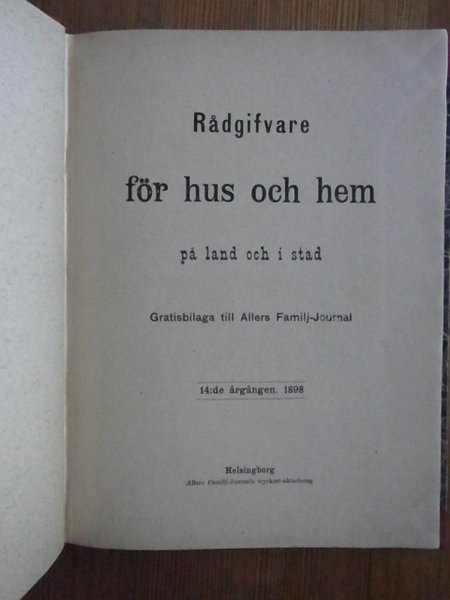 Rådgifvare
för hus och hem
på land och i stad
Gratisbilaga till Allers Familj-Journal
14:de årgången. 1898
Helsingborg
Allers Familj-Journals tryckeri-aktiebolag